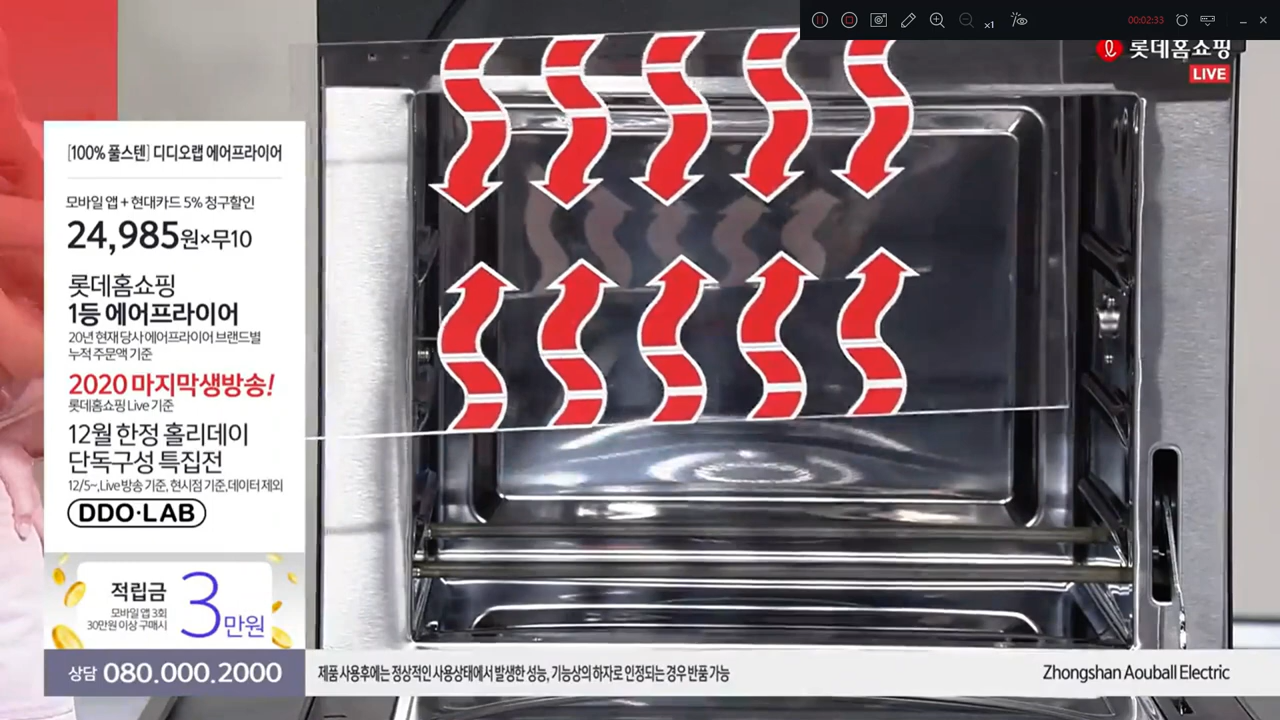 x1
00:02:33
롯데홈쇼핑
LIVE
[100% 풀스텐] 디디오랩 에어프라이어
모바일 앱 + 현대카드 5% 청구할인
24,985원×무10
롯데홈쇼핑
1등 에어프라이어
20년 현재 당사 에어프라이어 브랜드별
누적 주문액 기준
2020 마지막생방송!
롯데홈쇼핑 Live 기준
12월 한정 홀리데이
단독구성 특집전
12/5~,Live 방송 기준, 현시점 기준,데이터 제외
DDO·LAB
적립금
모바일 앱 3회
30만원 이상 구매시
3만원
상담 080.000.2000
제품 사용후에는 정상적인 사용상태에서 발생한 성능, 기능상의 하자로 인정되는 경우 반품 가능
Zhongshan Aouball Electric